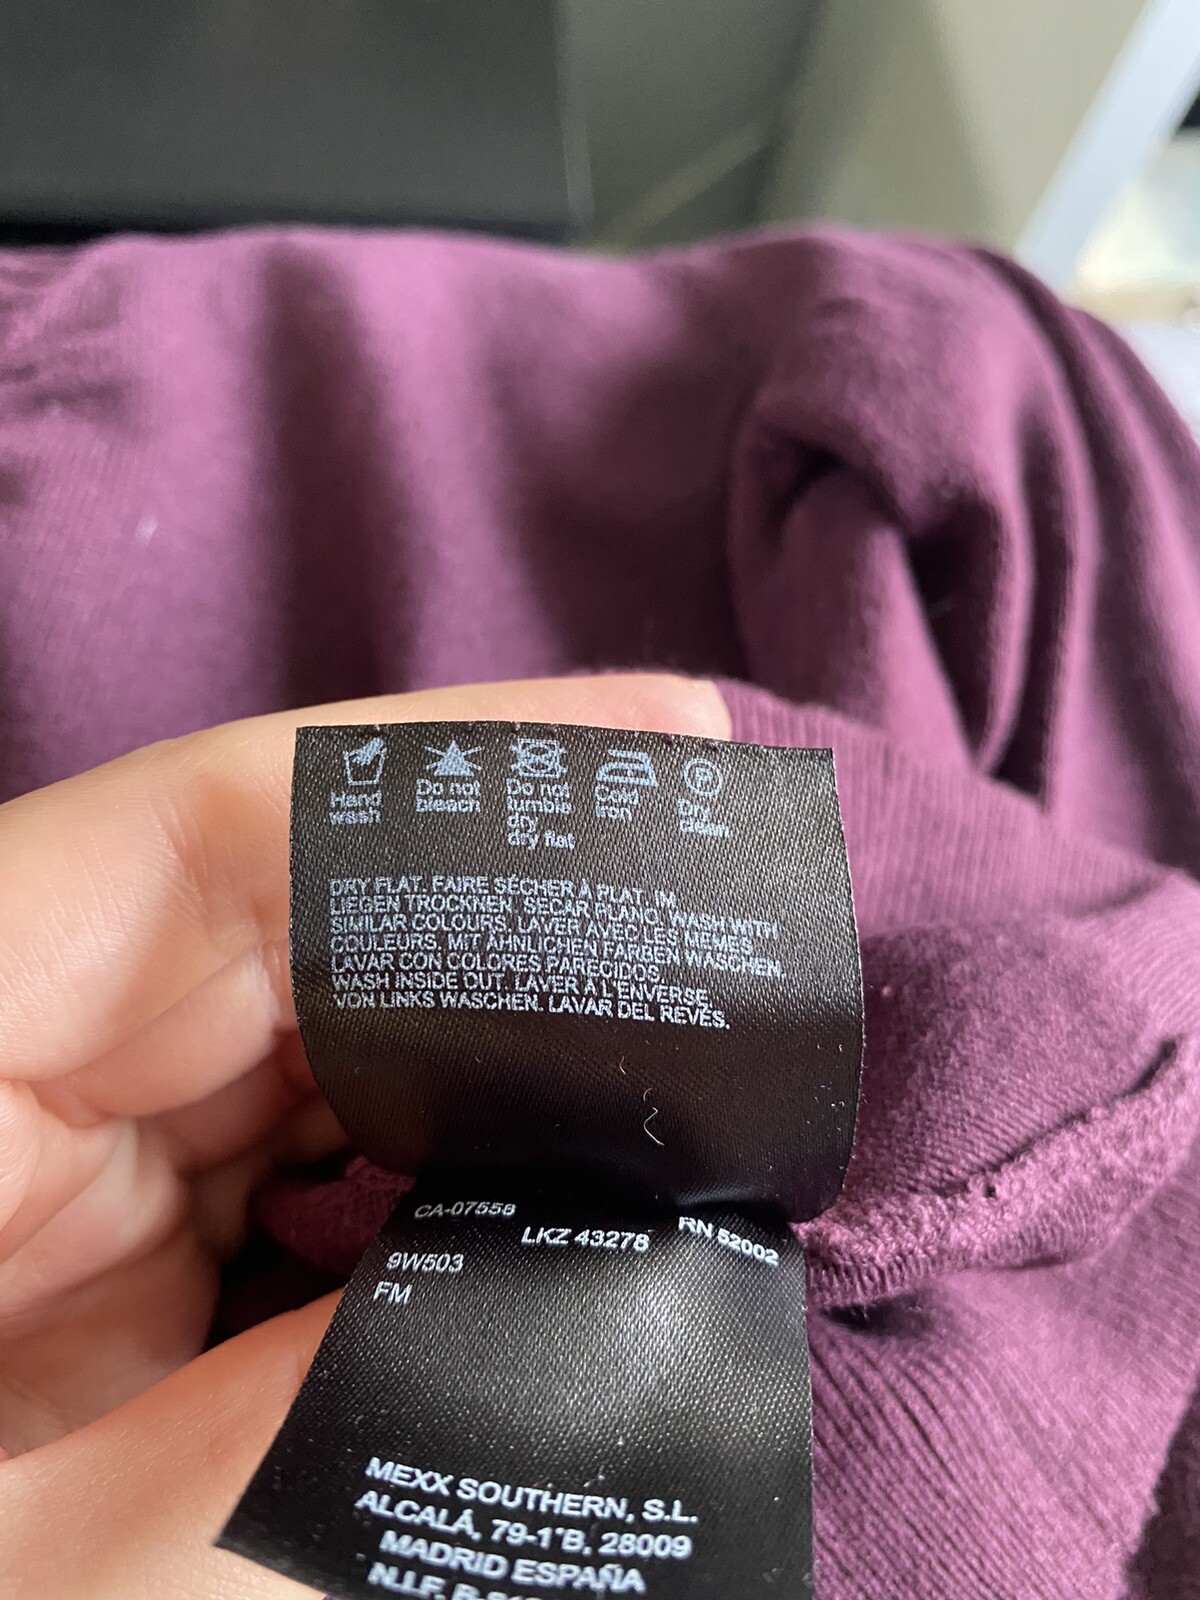 Hand wash
Do not bleach
Do not tumble dry dry flat
Cold iron
P
Dry clean
DRY FLAT. FAIRE SÉCHER À PLAT. IM
LIEGEN TROCKNEN. SECAR PLANO. WASH WITH
SIMILAR COLOURS. LAVER AVEC LES MEMES
COULEURS. MIT ÄHNLICHEN FARBEN WASCHEN.
LAVAR CON COLORES PARECIDOS.
WASH INSIDE OUT. LAVER À L'ENVERSE.
VON LINKS WASCHEN. LAVAR DEL REVÉS.
CA-07558 LKZ 43278 RN 52002
9W503
FM
MEXX SOUTHERN, S.L.
ALCALÁ, 79-1°B, 28009
MADRID ESPAÑA
N.I.F.